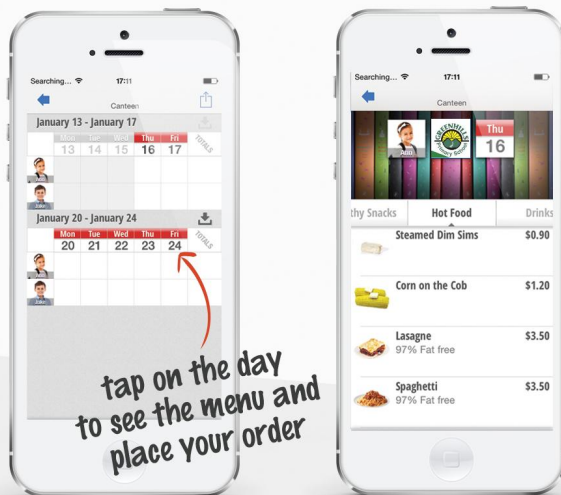 Searching... 17:11
Canteen
January 13 - January 17
Mon Tue Wed Thu Fri TOTALS
13 14 15 16 17
January 20 - January 24
Mon Tue Wed Thu Fri TOTALS
20 21 22 23 24
tap on the day
to see the menu and
place your order
Searching... 17:11
Canteen
Ann
GREENHILLS
Primary School
Thu
16
thy Snacks Hot Food Drinks
Steamed Dim Sims $0.90
Corn on the Cob $1.20
Lasagne $3.50
97% Fat free
Spaghetti $3.50
97% Fat free